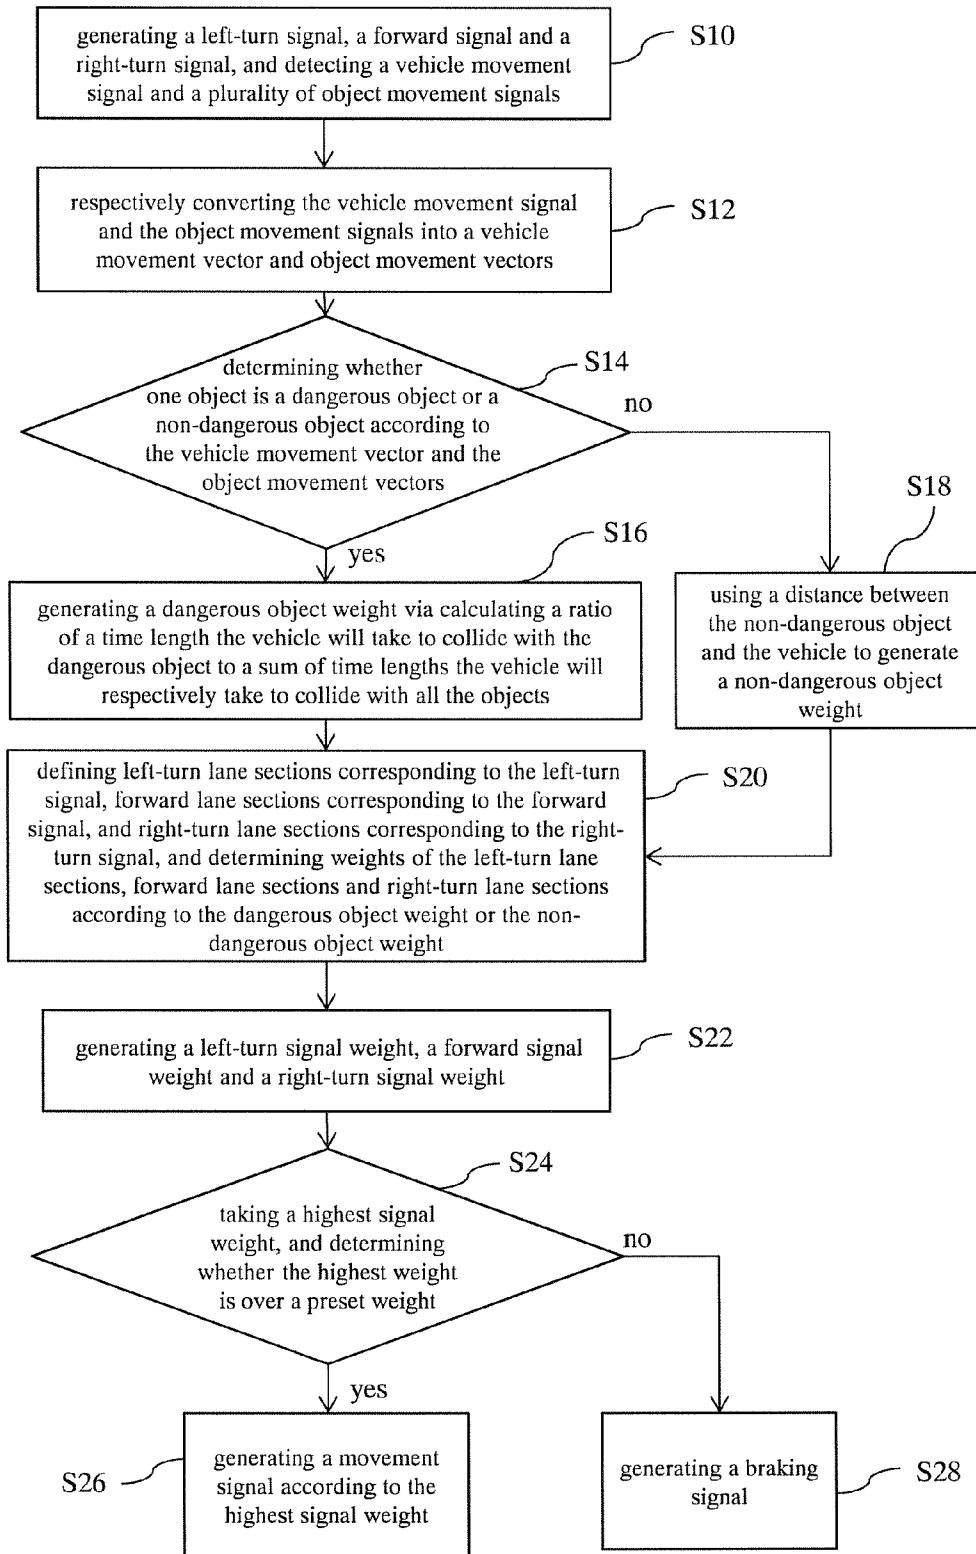 generating a left-turn signal, a forward signal and a
right-turn signal, and detecting a vehicle movement
signal and a plurality of object movement signals
S10
respectively converting the vehicle movement signal
and the object movement signals into a vehicle
movement vector and object movement vectors
S12
determining whether
one object is a dangerous object or a
non-dangerous object according to
the vehicle movement vector and the
object movement vectors
S14
no
yes
S16
generating a dangerous object weight via calculating a ratio
of a time length the vehicle will take to collide with the
dangerous object to a sum of time lengths the vehicle will
respectively take to collide with all the objects
S18
using a distance between
the non-dangerous object
and the vehicle to generate
a non-dangerous object
weight
defining left-turn lane sections corresponding to the left-turn
signal, forward lane sections corresponding to the forward
signal, and right-turn lane sections corresponding to the right-
turn signal, and determining weights of the left-turn lane
sections, forward lane sections and right-turn lane sections
according to the dangerous object weight or the non-
dangerous object weight
S20
generating a left-turn signal weight, a forward signal
weight and a right-turn signal weight
S22
taking a highest signal
weight, and determining
whether the highest weight
is over a preset weight
S24
no
yes
generating a movement
signal according to the
highest signal weight
S26
generating a braking
signal
S28